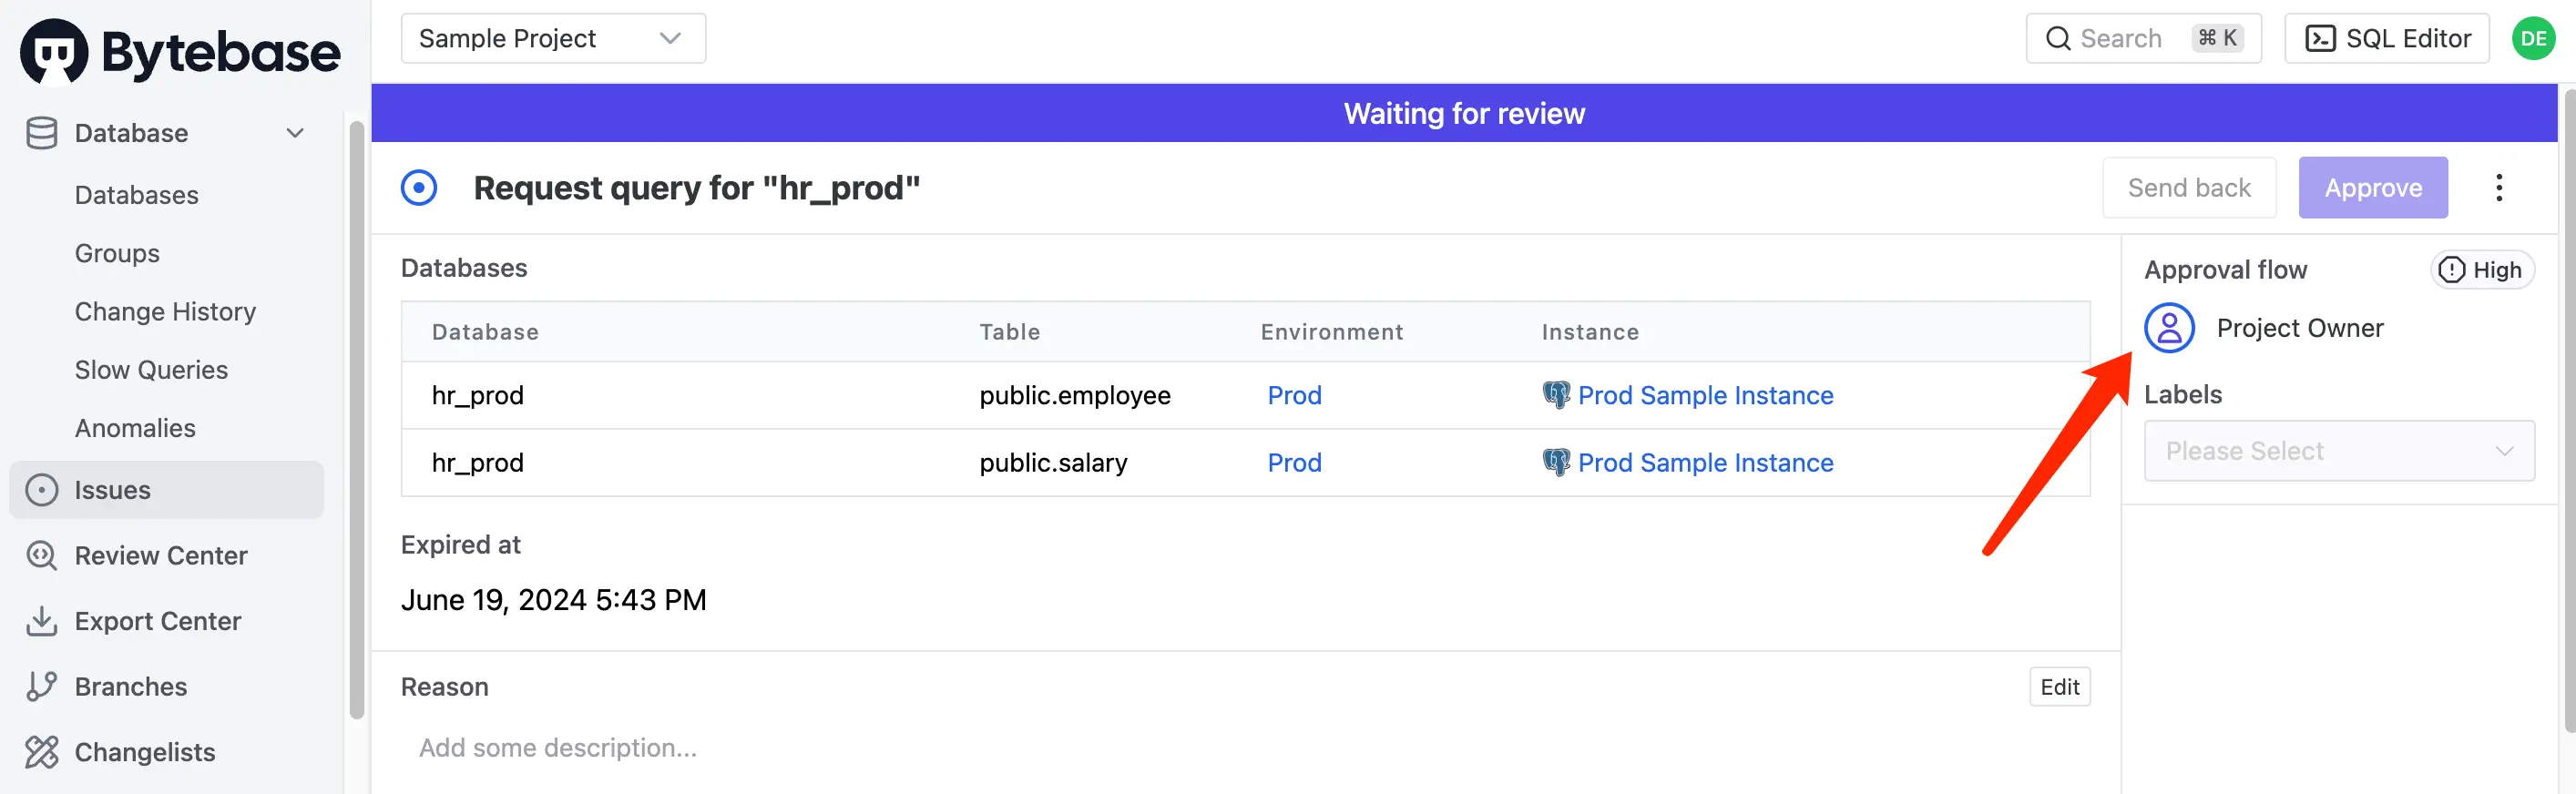 Bytebase
Sample Project
Search ⌘ K
SQL Editor
DE
Database
Databases
Groups
Change History
Slow Queries
Anomalies
Issues
Review Center
Export Center
Branches
Changelists
Waiting for review
Request query for "hr_prod"
Send back
Approve
Databases
Database Table Environment Instance
hr_prod public.employee Prod Prod Sample Instance
hr_prod public.salary Prod Prod Sample Instance
Expired at
June 19, 2024 5:43 PM
Reason
Edit
Add some description...
Approval flow
High
Project Owner
Labels
Please Select